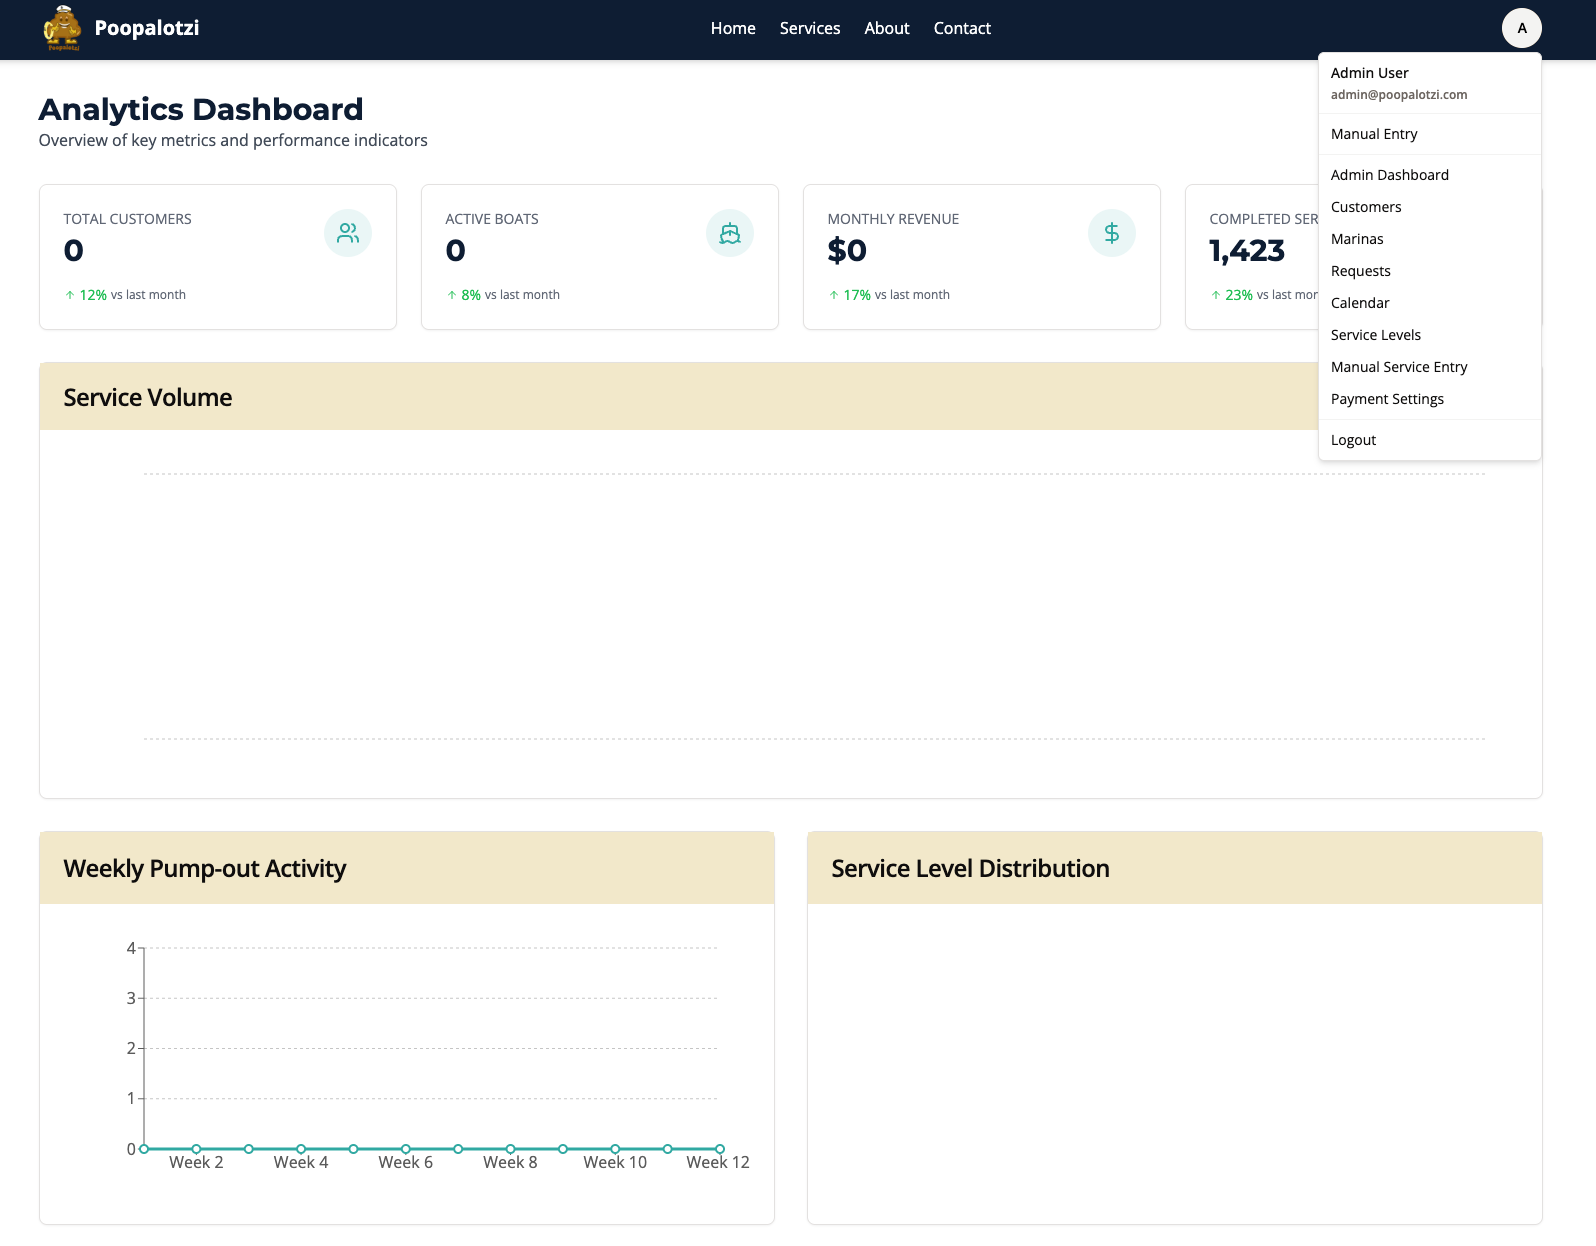 Poopalotzi
Poopalotzi
Home
Services
About
Contact
A
Admin User
admin@poopalotzi.com
Manual Entry
Admin Dashboard
Customers
Marinas
Requests
Calendar
Service Levels
Manual Service Entry
Payment Settings
Logout
Analytics Dashboard
Overview of key metrics and performance indicators
TOTAL CUSTOMERS
0
12% vs last month
ACTIVE BOATS
0
8% vs last month
MONTHLY REVENUE
$0
17% vs last month
COMPLETED SER
1,423
23% vs last mor
Service Volume
Weekly Pump-out Activity
4
3
2
1
0
Week 2 Week 4 Week 6 Week 8 Week 10 Week 12
Service Level Distribution